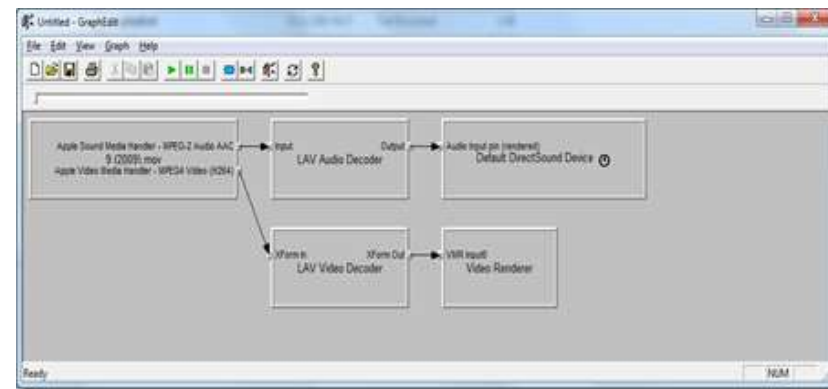 Untitled - GraphEdit
File Edit View Graph Help
Apple Sound Media Handler - MPEG-2 Audio AAC
9 (2009).mov
Apple Video Media Handler - MPEG4 Video (H264)
Input Output
LAV Audio Decoder
Audio Input pin (rendered)
Default DirectSound Device
XForm In XForm Out
LAV Video Decoder
VMR Input0
Video Renderer
Ready NUM